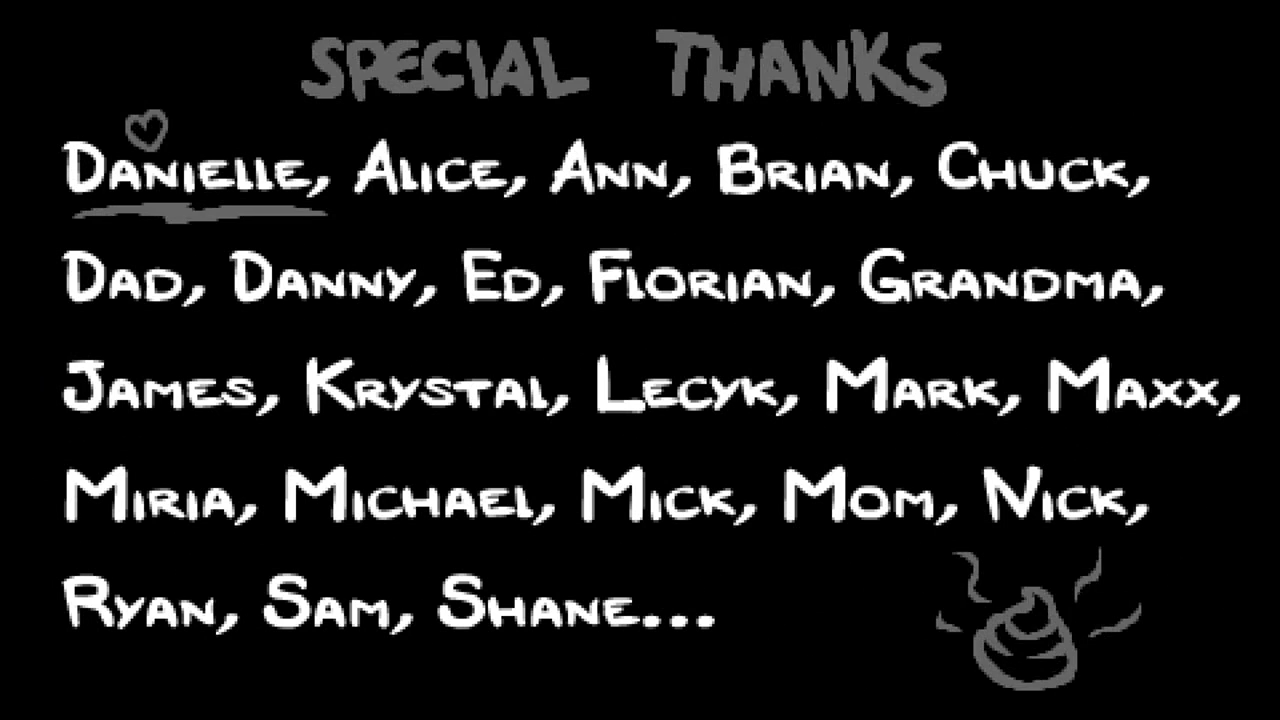 SPECIAL THANKS
DANIELLE, ALICE, ANN, BRIAN, CHUCK,
DAD, DANNY, ED, FLORIAN, GRANDMA,
JAMES, KRYSTAL, LECYK, MARK, MAXX,
MIRIA, MICHAEL, MICK, MOM, NICK,
RYAN, SAM, SHANE...